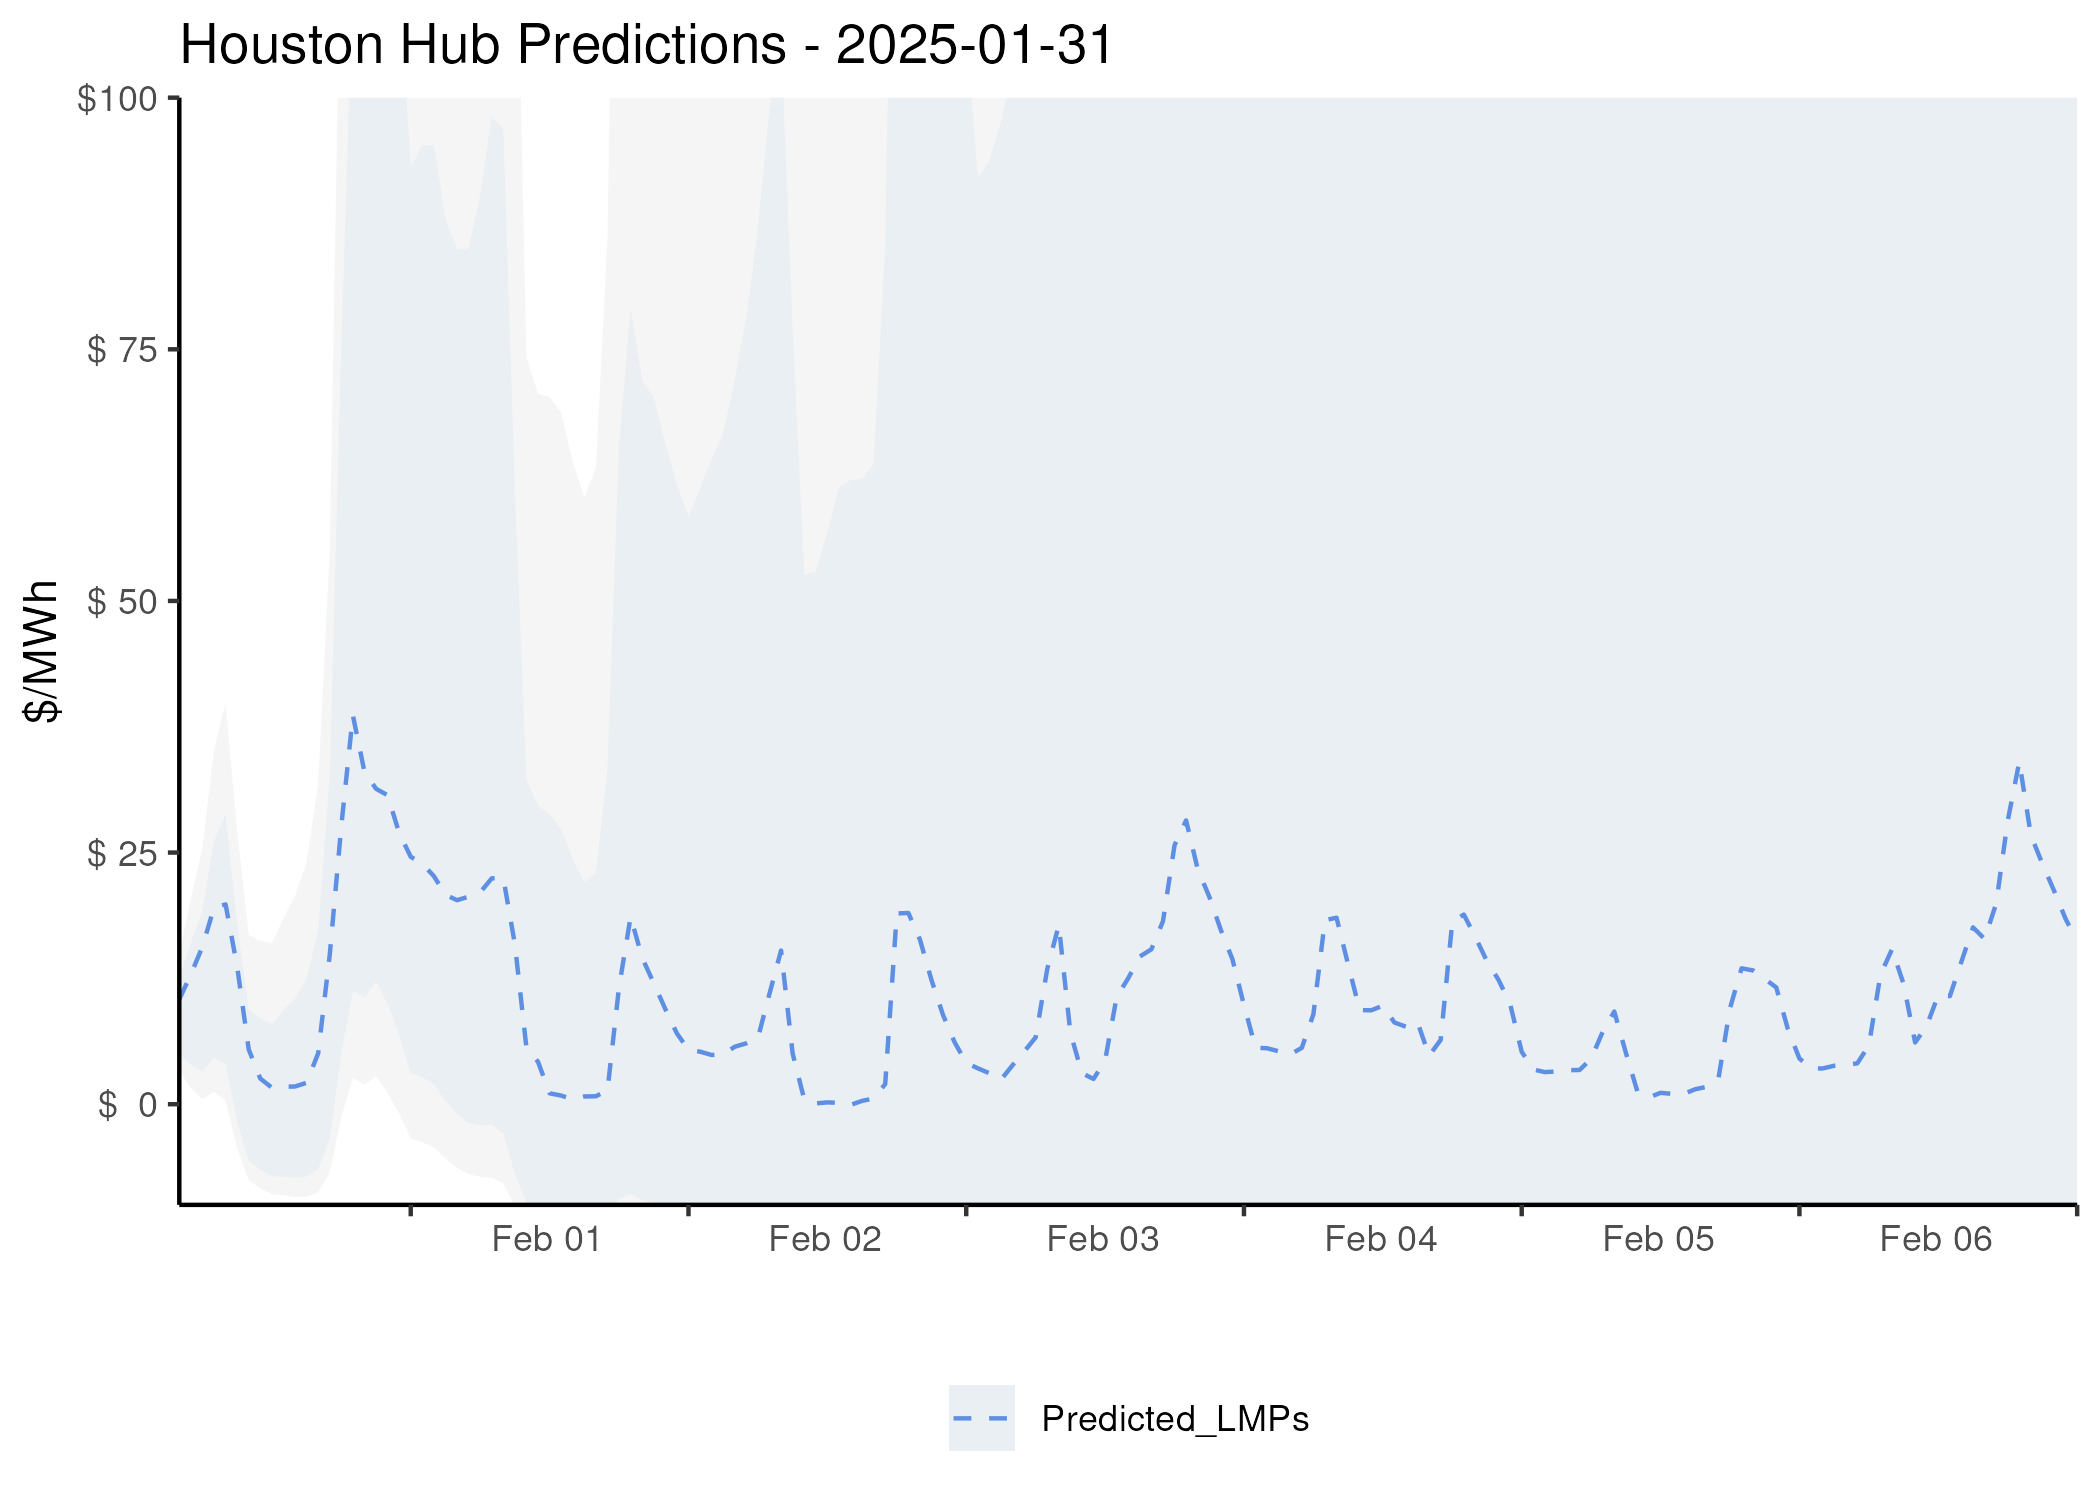 Houston Hub Predictions - 2025-01-31
$/MWh
$100
$ 75
$ 50
$ 25
$ 0
Feb 01 Feb 02 Feb 03 Feb 04 Feb 05 Feb 06
Predicted_LMPs